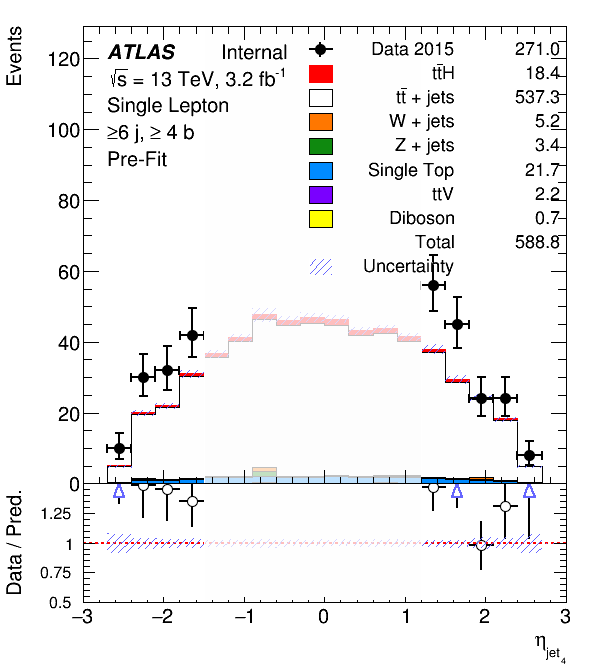 Events
ATLAS Internal
√s = 13 TeV, 3.2 fb⁻¹
Single Lepton
≥6 j, ≥ 4 b
Pre-Fit
Data 2015 271.0
tt̄H 18.4
tt̄ + jets 537.3
W + jets 5.2
Z + jets 3.4
Single Top 21.7
ttV 2.2
Diboson 0.7
Total 588.8
Uncertainty
120
100
80
60
40
20
0
Data / Pred.
1.25
1
0.75
0.5
−3 −2 −1 0 1 2 3
η_jet_4